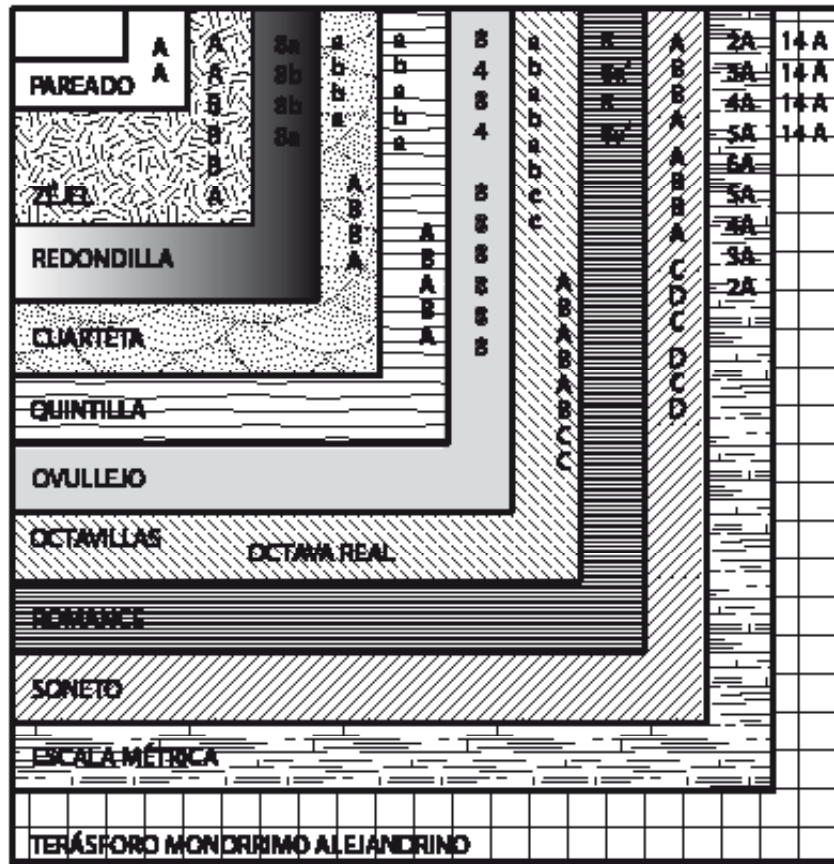 PAREADO
A A
ZÉJEL
A A B B B A
REDONDILLA
8a 8b 8b 8a
CUARTETA
a b b a
A B B A
QUINTILLA
a b a b a
A B A B A
OVULLEJO
8 4 8 4
8 8 8 8 8 8
OCTAVILLAS
a b a b a b c c
OCTAVA REAL
A B A B A B C C
ROMANCE
SONETO
A B B A A B B A C D C D C D
ESCALA MÉTRICA
2A 3A 4A 5A 6A 5A 4A 3A 2A
TERÁSFORO MONORRIMO ALEJANDRINO
14 A 14 A 14 A 14 A